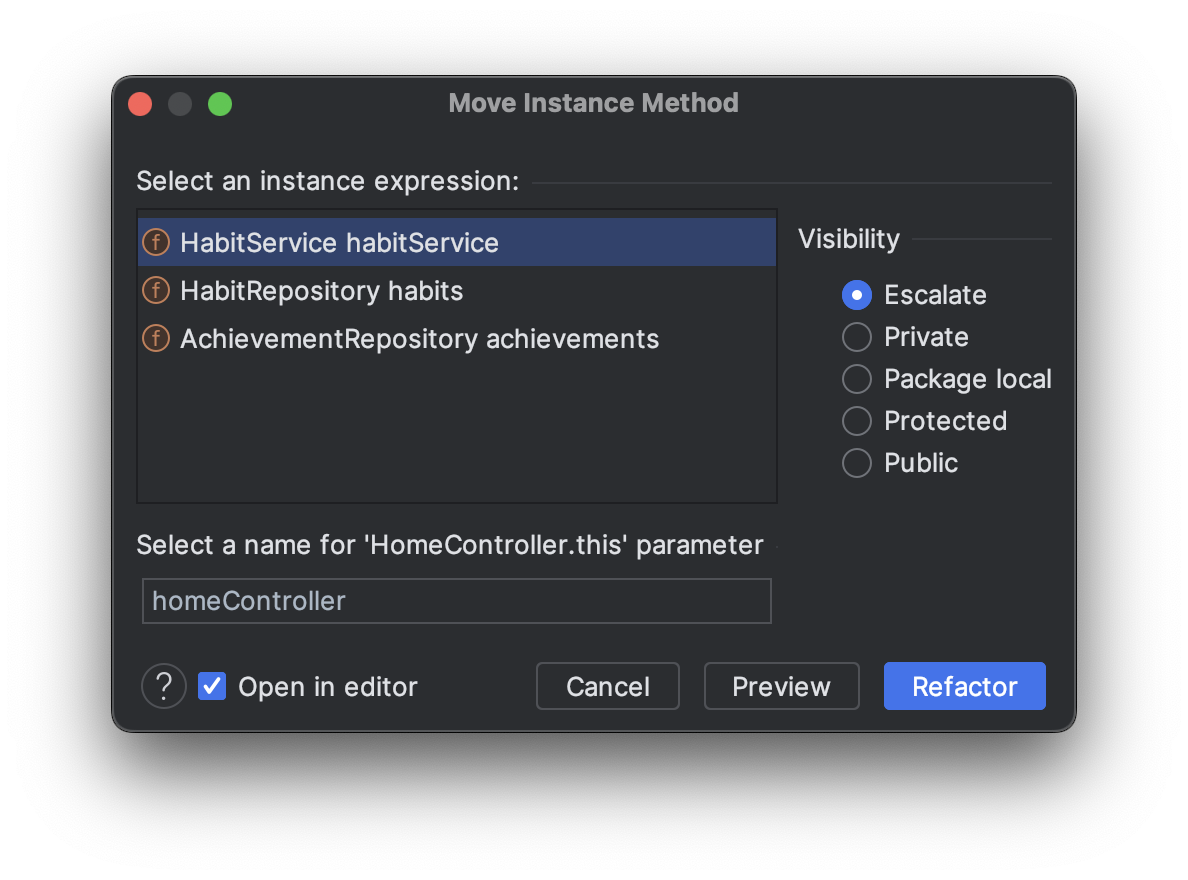 Move Instance Method
Select an instance expression:
f HabitService habitService
f HabitRepository habits
f AchievementRepository achievements
Visibility
Escalate
Private
Package local
Protected
Public
Select a name for 'HomeController.this' parameter
homeController
? Open in editor
Cancel
Preview
Refactor